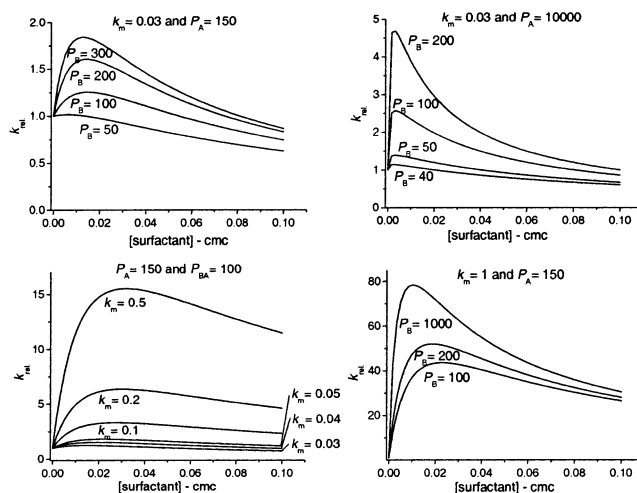 k_m = 0.03 and P_A = 150
2.0
P_B = 300
P_B = 200
1.5
P_B = 100
1.0
P_B = 50
0.5
0.0
k_rel.
0.00 0.02 0.04 0.06 0.08 0.10
[surfactant] - cmc
k_m = 0.03 and P_A = 10000
5
P_B = 200
4
3
P_B = 100
2
P_B = 50
1
P_B = 40
0
k_rel.
0.00 0.02 0.04 0.06 0.08 0.10
[surfactant] - cmc
P_A = 150 and P_BA = 100
15
k_m = 0.5
10
k_m = 0.2
5
k_m = 0.1
k_m = 0.05
k_m = 0.04
k_m = 0.03
0
k_rel.
0.00 0.02 0.04 0.06 0.08 0.10
[surfactant] - cmc
k_m = 1 and P_A = 150
80
60
P_B = 1000
40
P_B = 200
P_B = 100
20
k_rel.
0.00 0.02 0.04 0.06 0.08 0.10
[surfactant] - cmc